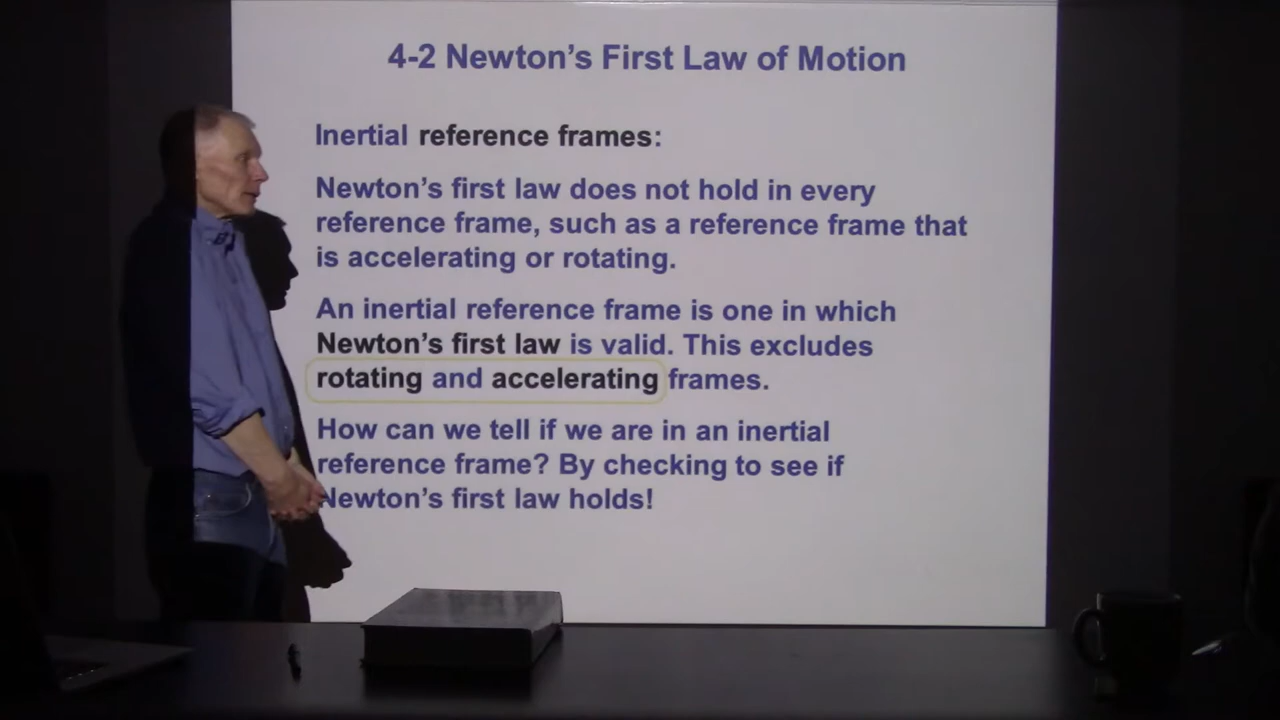 4-2 Newton's First Law of Motion
Inertial reference frames:
Newton's first law does not hold in every
reference frame, such as a reference frame that
is accelerating or rotating.
An inertial reference frame is one in which
Newton's first law is valid. This excludes
rotating and accelerating frames.
How can we tell if we are in an inertial
reference frame? By checking to see if
Newton's first law holds!